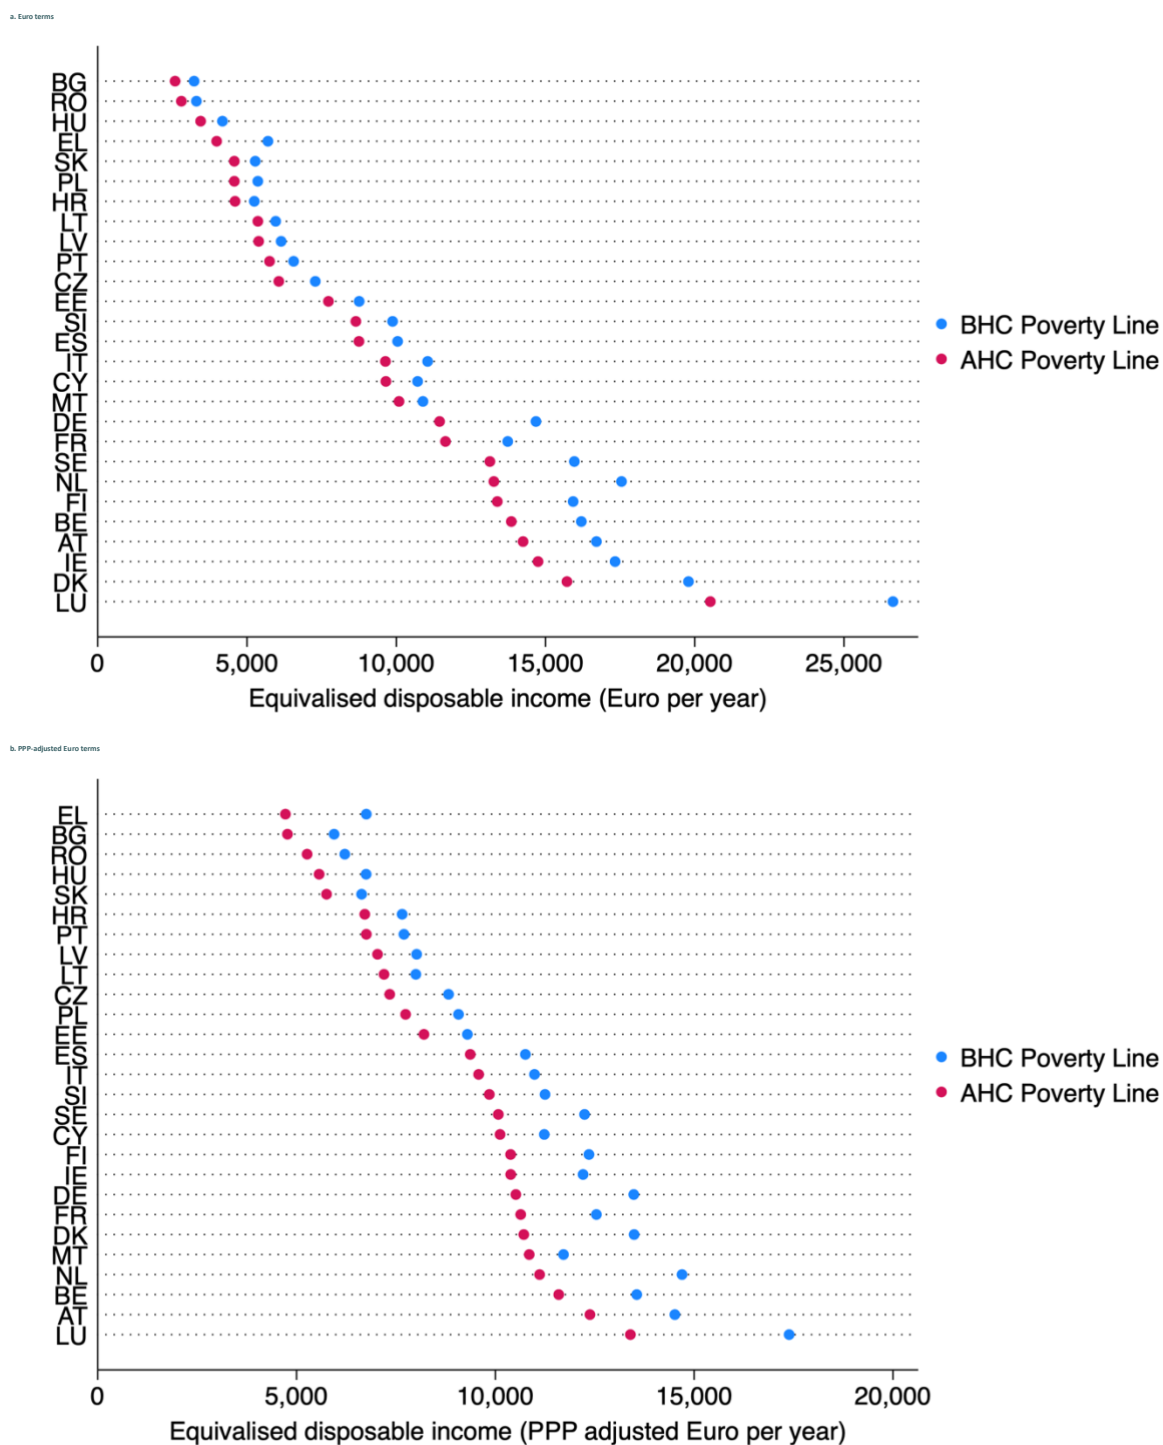 a. Euro terms
BG
RO
HU
EL
SK
PL
HR
LT
LV
PT
CZ
EE
SI
ES
IT
CY
MT
DE
FR
SE
NL
FI
BE
AT
IE
DK
LU
BHC Poverty Line
AHC Poverty Line
0 5,000 10,000 15,000 20,000 25,000
Equivalised disposable income (Euro per year)
b. PPP-adjusted Euro terms
EL
BG
RO
HU
SK
HR
PT
LV
LT
CZ
PL
EE
ES
IT
SI
SE
CY
FI
IE
DE
FR
DK
MT
NL
BE
AT
LU
BHC Poverty Line
AHC Poverty Line
0 5,000 10,000 15,000 20,000
Equivalised disposable income (PPP adjusted Euro per year)